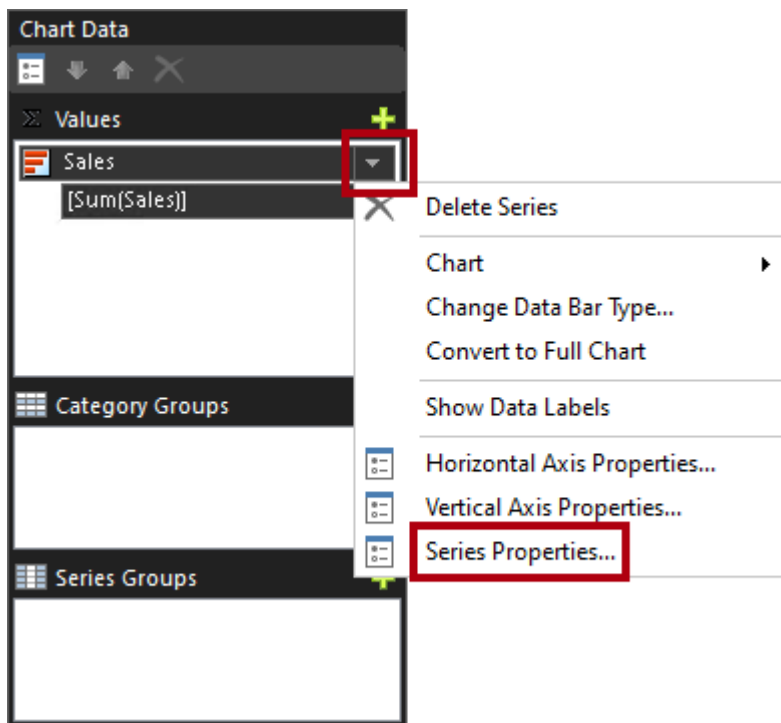 Chart Data
Values
Sales
[Sum(Sales)]
Delete Series
Chart
Change Data Bar Type...
Convert to Full Chart
Category Groups
Show Data Labels
Horizontal Axis Properties...
Vertical Axis Properties...
Series Properties...
Series Groups